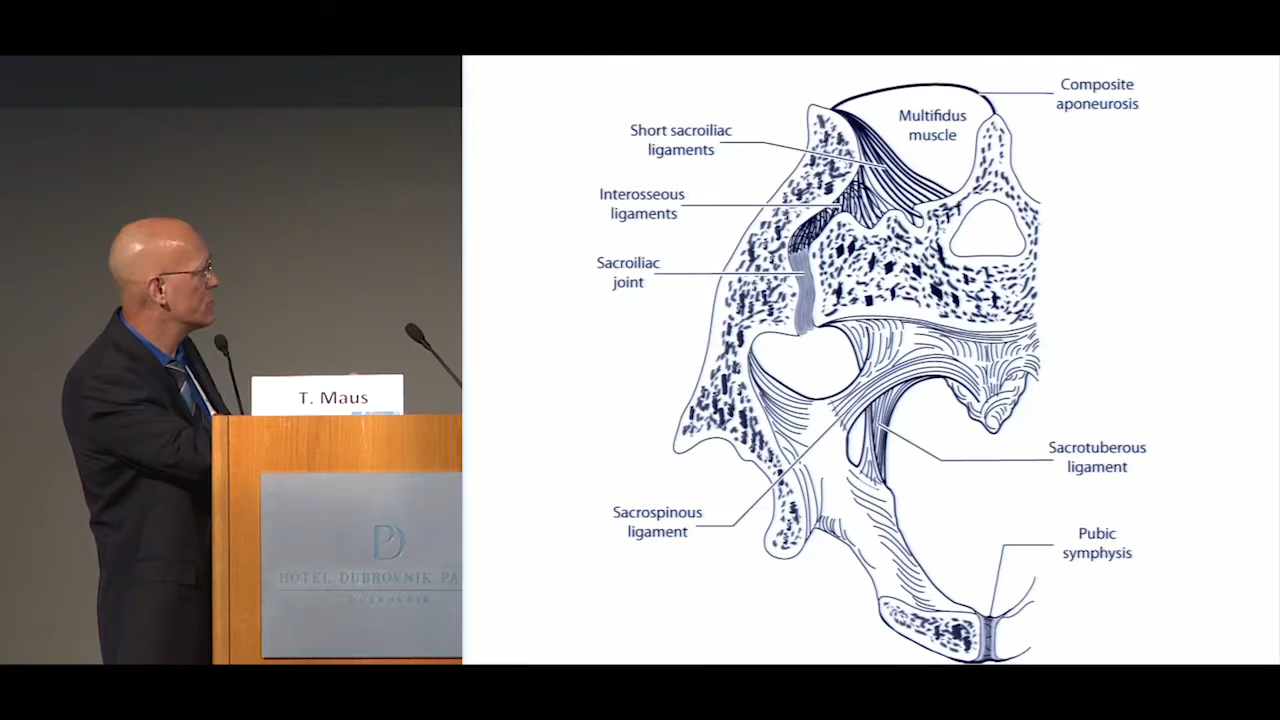 T. Maus
HOTEL DUBROVNIK PA
Short sacroiliac
ligaments
Interosseous
ligaments
Sacroiliac
joint
Sacrospinous
ligament
Multifidus
muscle
Composite
aponeurosis
Sacrotuberous
ligament
Pubic
symphysis